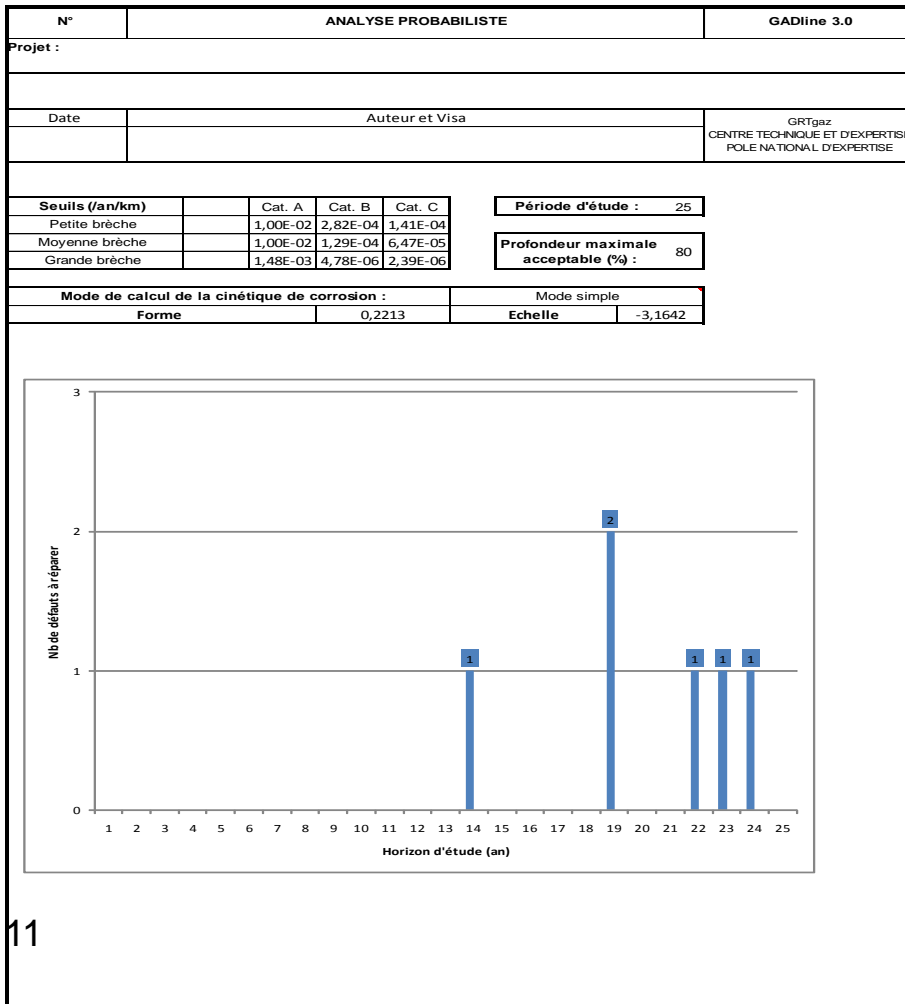 N° ANALYSE PROBABILISTE GADline 3.0
Projet :
Date Auteur et Visa GRTgaz
CENTRE TECHNIQUE ET D'EXPERTISE
POLE NATIONAL D'EXPERTISE
Seuils (/an/km) Cat. A Cat. B Cat. C Période d'étude : 25
Petite brèche 1,00E-02 2,82E-04 1,41E-04
Moyenne brèche 1,00E-02 1,29E-04 6,47E-05 Profondeur maximale acceptable (%) : 80
Grande brèche 1,48E-03 4,78E-06 2,39E-06
Mode de calcul de la cinétique de corrosion : Mode simple
Forme 0,2213 Echelle -3,1642
3
2
1
0
Nb de défauts à réparer
1 2 1 1 1
1 2 3 4 5 6 7 8 9 10 11 12 13 14 15 16 17 18 19 20 21 22 23 24 25
Horizon d'étude (an)
11